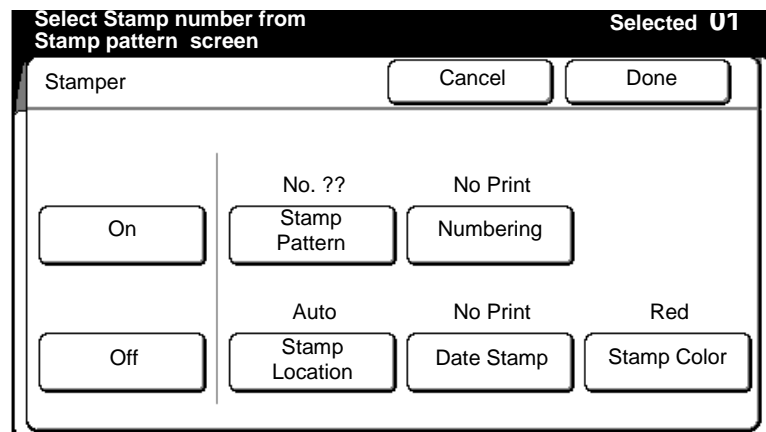 Select Stamp number from
Selected 01
Stamp pattern screen
Stamper
Cancel
Done
No. ??
No Print
On
Stamp
Pattern
Numbering
Auto
No Print
Red
Off
Stamp
Location
Date Stamp
Stamp Color